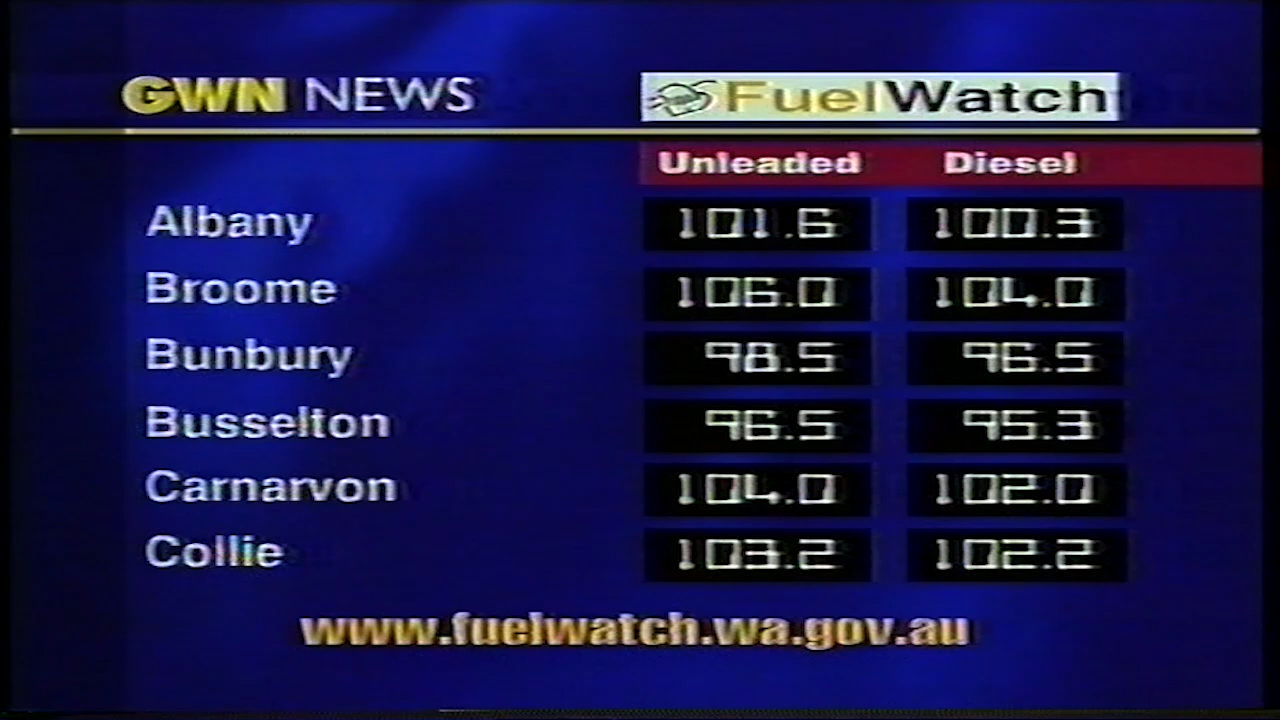 GWN NEWS FuelWatch
Unleaded Diesel
Albany 101.6 100.3
Broome 106.0 104.0
Bunbury 98.5 96.5
Busselton 96.5 95.3
Carnarvon 104.0 102.0
Collie 103.2 102.2
www.fuelwatch.wa.gov.au